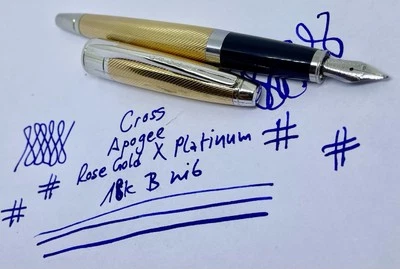 Cross
Apogee
Rose Gold X Platinum #
#
# 18k B nib
#